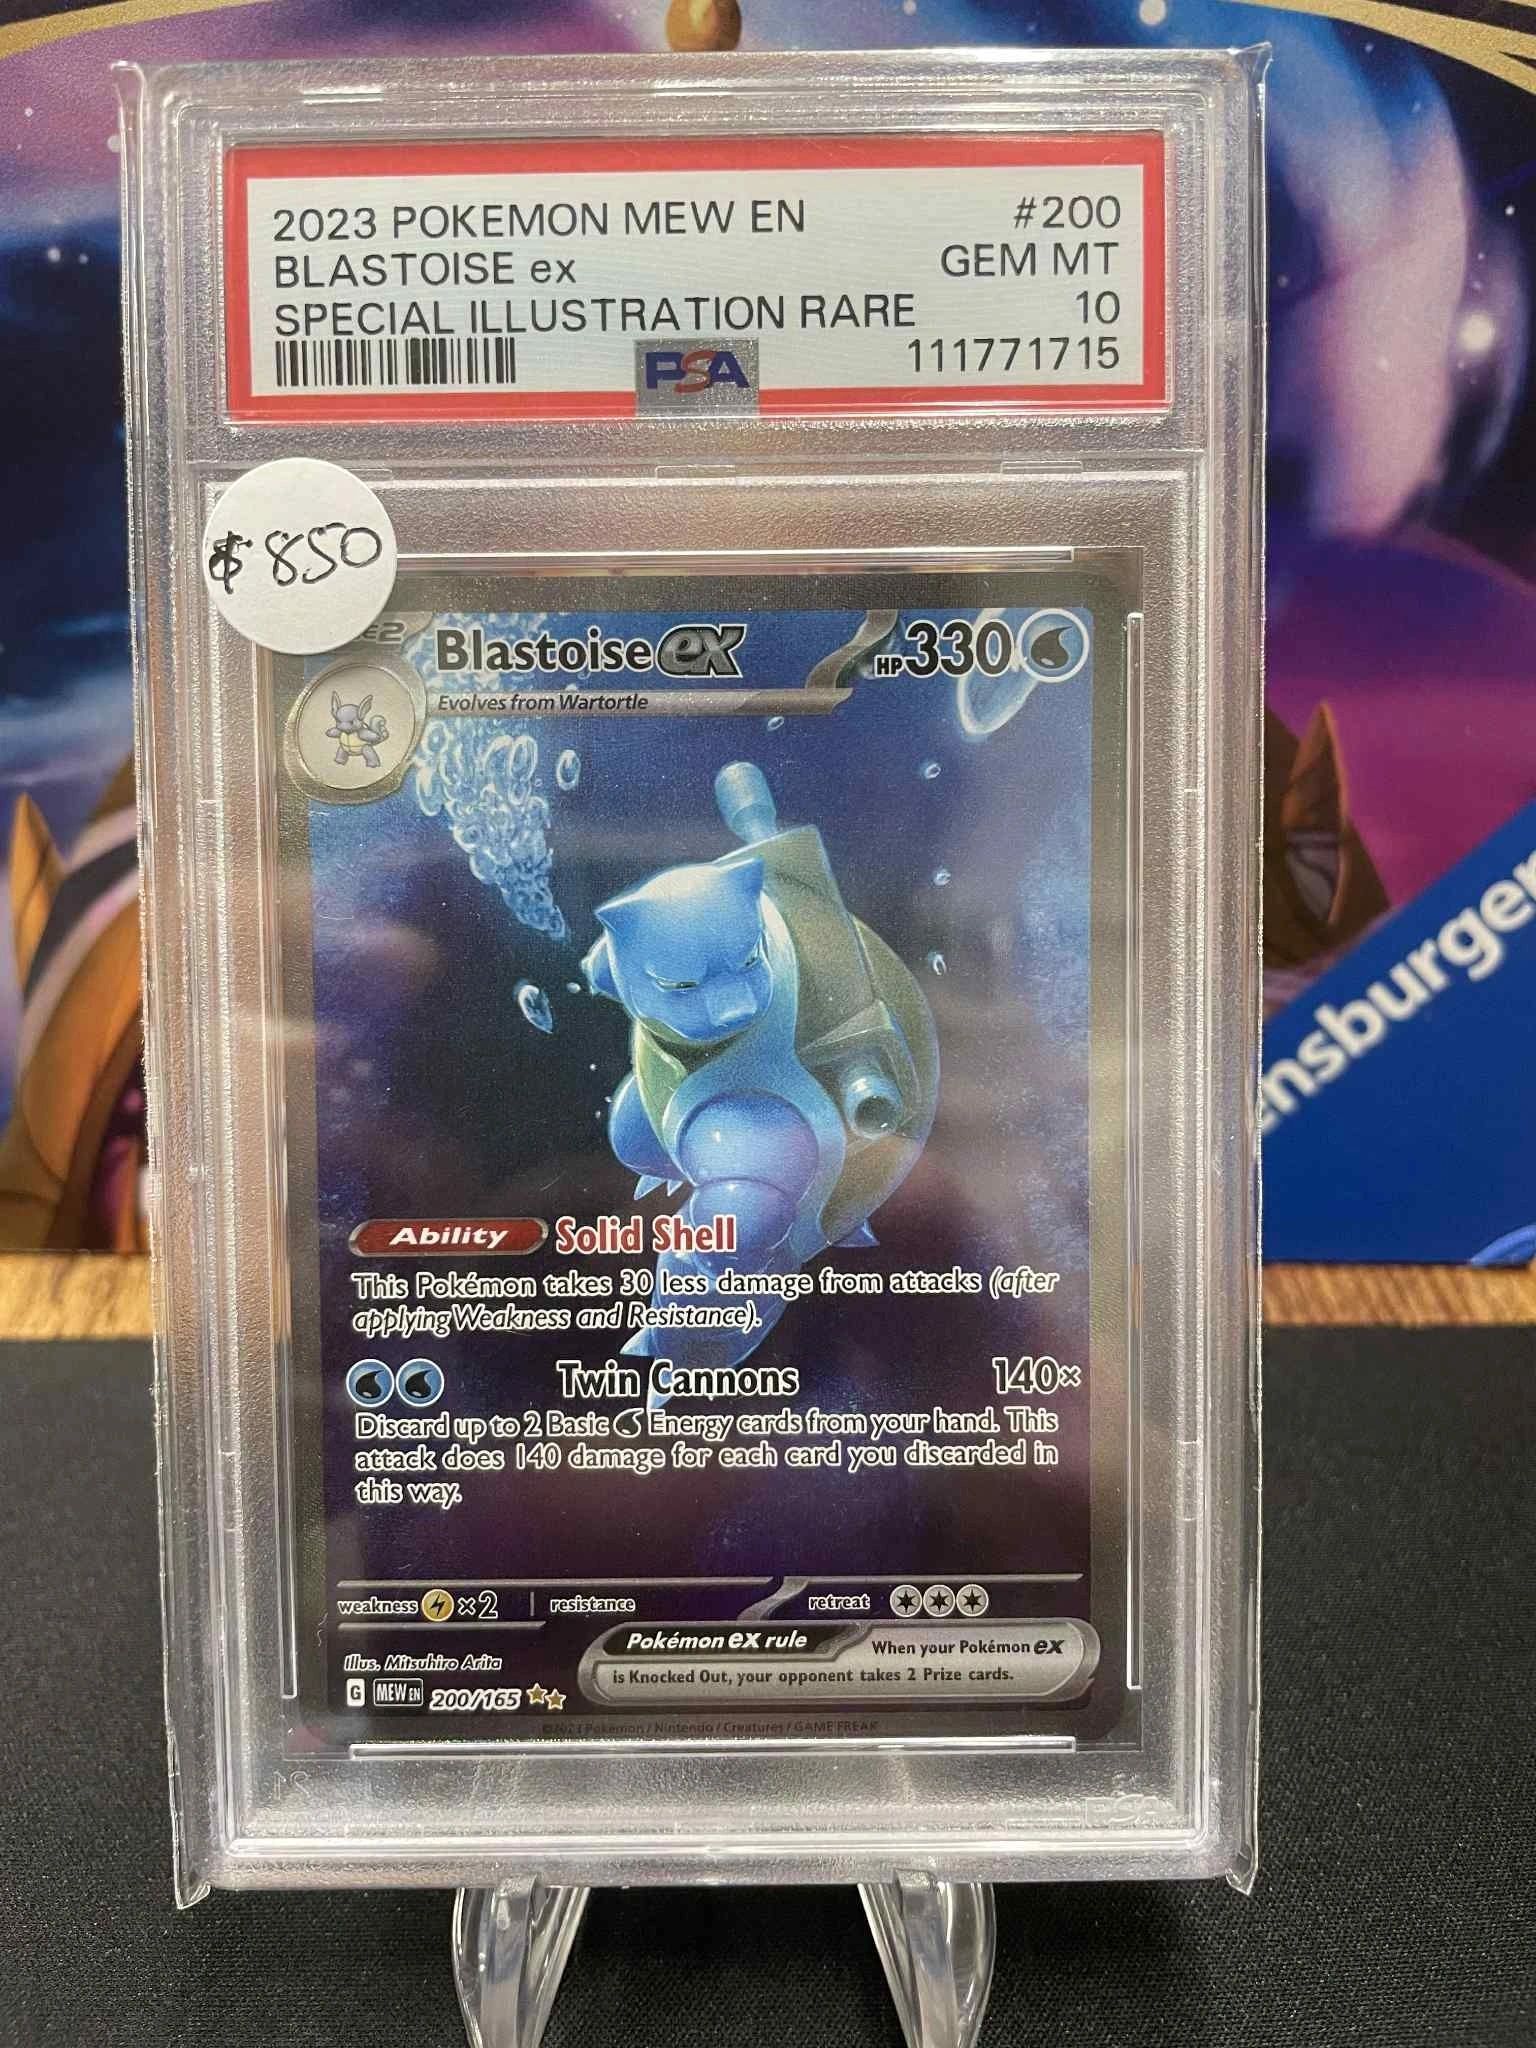 2023 POKEMON MEW EN #200
BLASTOISE ex GEM MT
SPECIAL ILLUSTRATION RARE 10
PSA 111771715
$850
Blastoise ex HP 330
Evolves from Wartortle
Ability Solid Shell
This Pokémon takes 30 less damage from attacks (after
applying Weakness and Resistance).
Twin Cannons 140×
Discard up to 2 Basic Energy cards from your hand. This
attack does 140 damage for each card you discarded in
this way.
weakness ×2 resistance retreat
Pokémon ex rule When your Pokémon ex
is Knocked Out, your opponent takes 2 Prize cards.
Illus. Mitsuhiro Arita
G MEW EN 200/165
©2023 Pokémon / Nintendo / Creatures / GAME FREAK
PSA